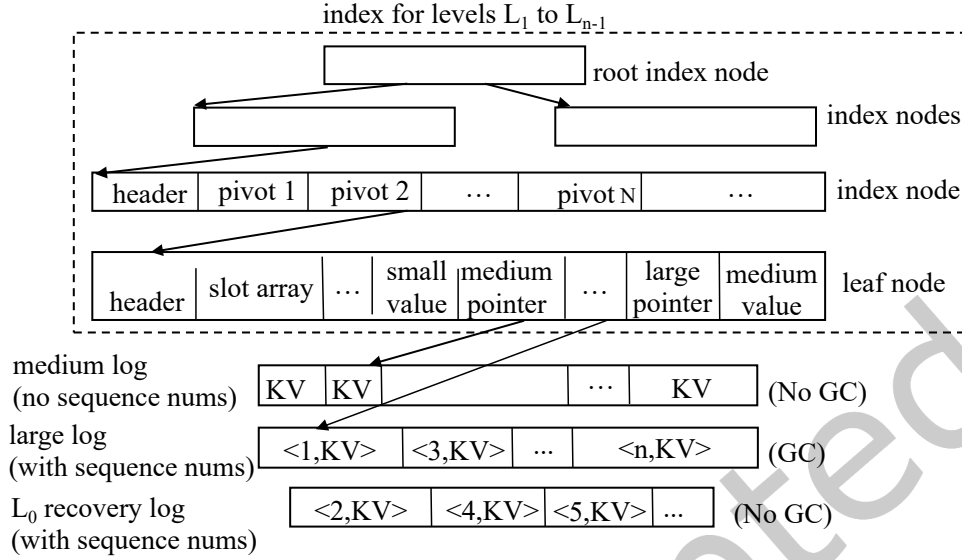 index for levels L1 to Ln-1
root index node
index nodes
header pivot 1 pivot 2 ... pivot N ... index node
header slot array ... small value medium pointer ... large pointer medium value leaf node
medium log
(no sequence nums)
KV KV ... KV (No GC)
large log
(with sequence nums)
<1,KV> <3,KV> ... <n,KV> (GC)
L0 recovery log
(with sequence nums)
<2,KV> <4,KV> <5,KV> ... (No GC)